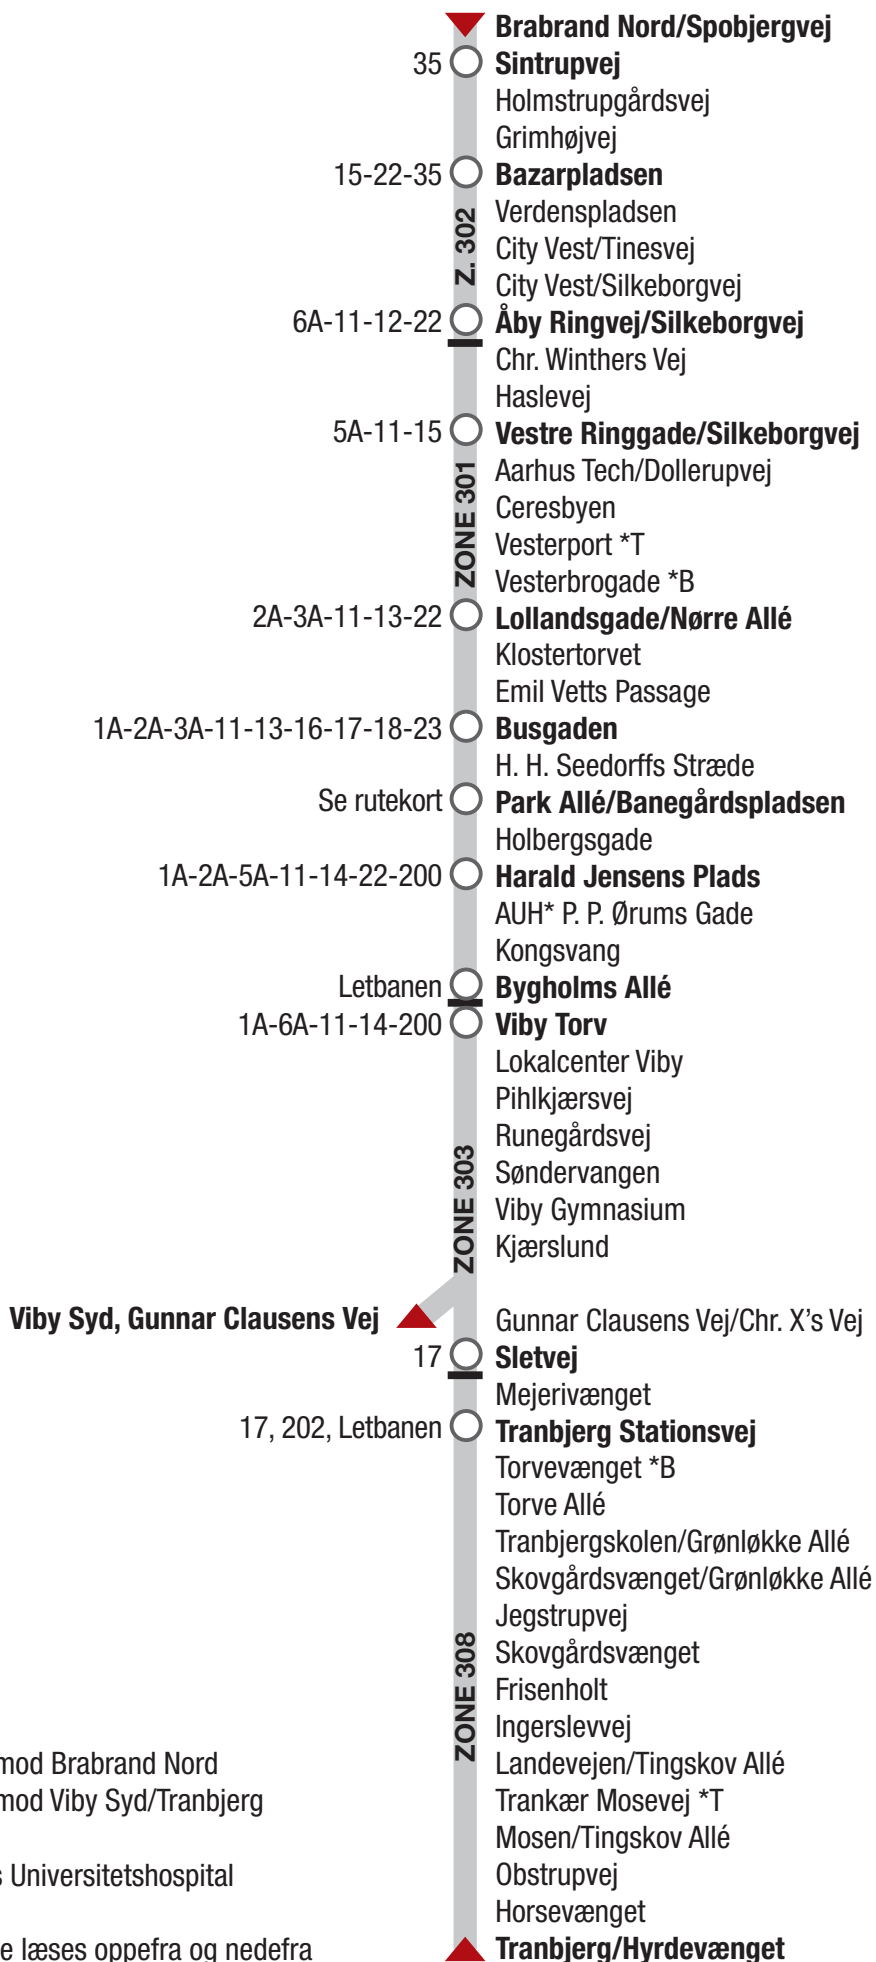 Brabrand Nord/Spobjergvej
35 Sintrupvej
Holmstrupgårdsvej
Grimhøjvej
15-22-35 Bazarpladsen
Verdenspladsen
Z. 302
City Vest/Tinesvej
City Vest/Silkeborgvej
6A-11-12-22 Åby Ringvej/Silkeborgvej
Chr. Winthers Vej
Haslevej
5A-11-15 Vestre Ringgade/Silkeborgvej
Aarhus Tech/Dollerupvej
ZONE 301
Ceresbyen
Vesterport *T
Vesterbrogade *B
2A-3A-11-13-22 Lollandsgade/Nørre Allé
Klostertorvet
Emil Vetts Passage
1A-2A-3A-11-13-16-17-18-23 Busgaden
H. H. Seedorffs Stræde
Se rutekort Park Allé/Banegårdspladsen
Holbergsgade
1A-2A-5A-11-14-22-200 Harald Jensens Plads
AUH* P. P. Ørums Gade
Kongsvang
Letbanen Bygholms Allé
1A-6A-11-14-200 Viby Torv
Lokalcenter Viby
Pihlkjærsvej
Runegårdsvej
Søndervangen
ZONE 303
Viby Gymnasium
Kjærslund
Viby Syd, Gunnar Clausens Vej
Gunnar Clausens Vej/Chr. X's Vej
17 Sletvej
Mejerivænget
17, 202, Letbanen Tranbjerg Stationsvej
Torvevænget *B
Torve Allé
Tranbjergskolen/Grønløkke Allé
Skovgårdsvænget/Grønløkke Allé
Jegstrupvej
Skovgårdsvænget
ZONE 308
Frisenholt
Ingerslevvej
Landevejen/Tingskov Allé
Trankær Mosevej *T
Mosen/Tingskov Allé
Obstrupvej
Horsevænget
Tranbjerg/Hyrdevænget
mod Brabrand Nord
mod Viby Syd/Tranbjerg
Universitetshospital
læses oppefra og nedefra